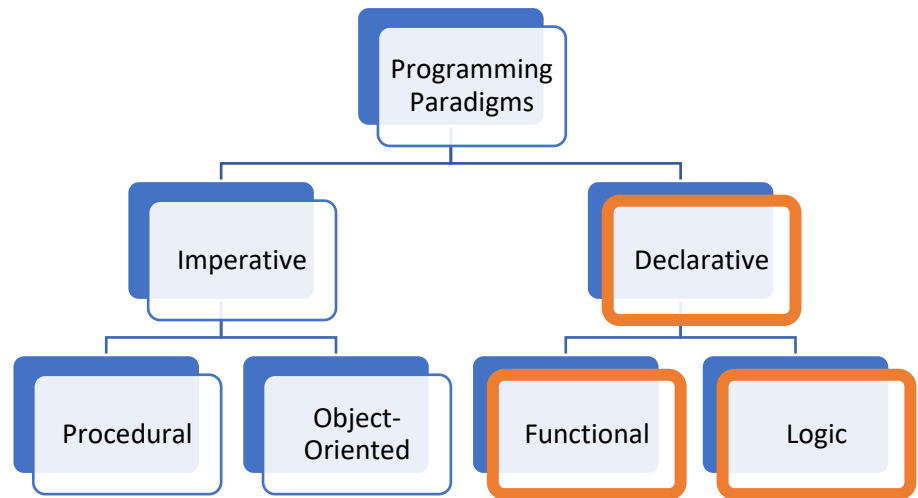 Programming
Paradigms
Imperative
Declarative
Procedural
Object-
Oriented
Functional
Logic